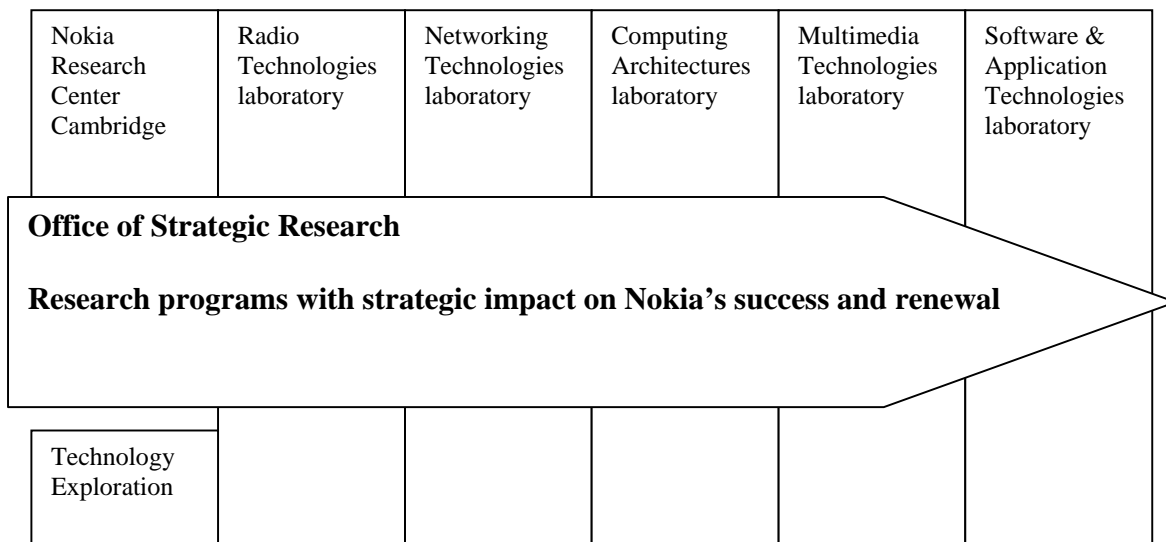 Nokia
Research
Center
Cambridge
Radio
Technologies
laboratory
Networking
Technologies
laboratory
Computing
Architectures
laboratory
Multimedia
Technologies
laboratory
Software &
Application
Technologies
laboratory
Office of Strategic Research
Research programs with strategic impact on Nokia’s success and renewal
Technology
Exploration